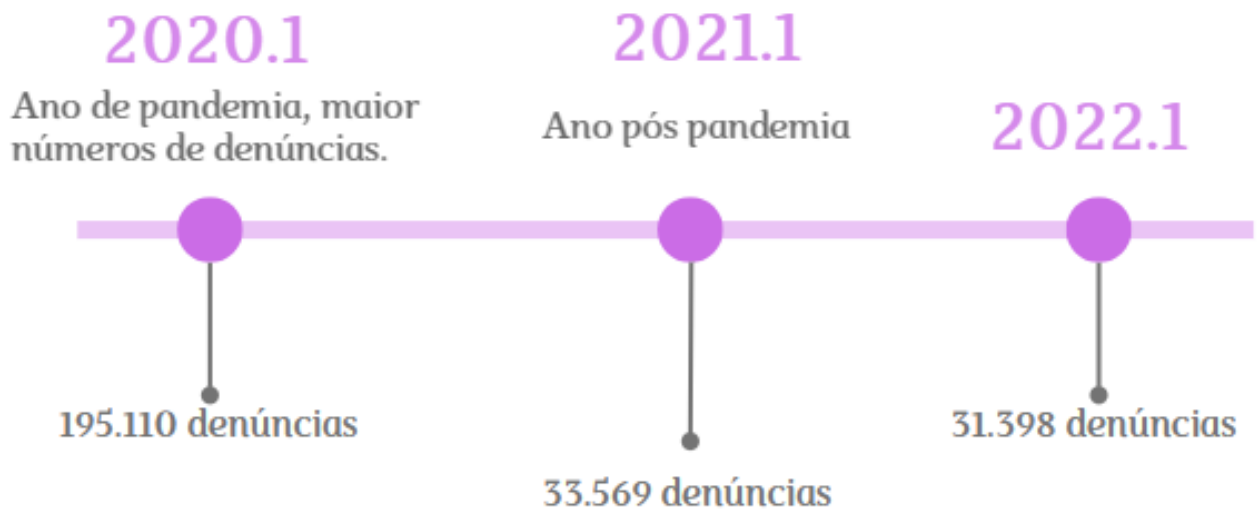 2020.1
Ano de pandemia, maior
números de denúncias.
195.110 denúncias
2021.1
Ano pós pandemia
33.569 denúncias
2022.1
31.398 denúncias